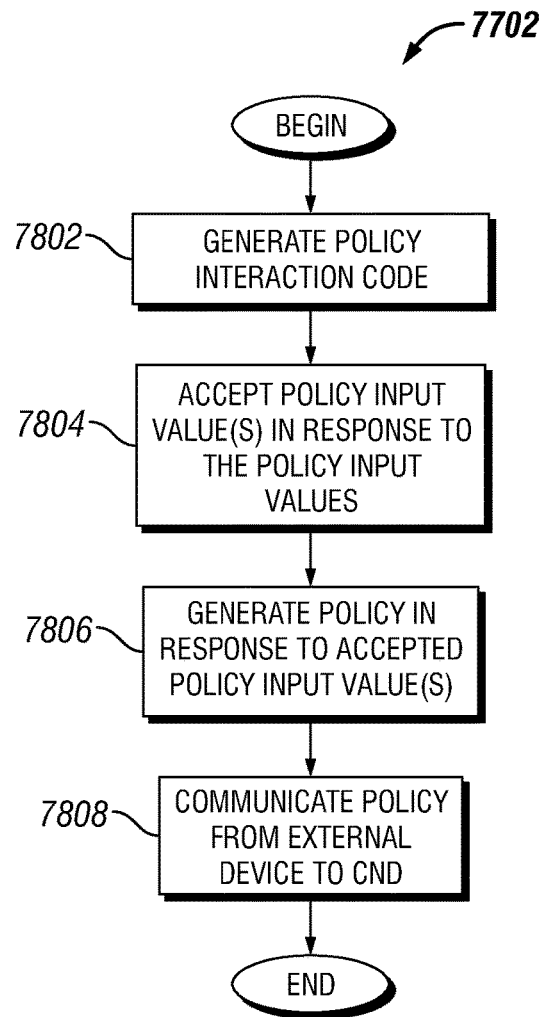 7702
BEGIN
7802
GENERATE POLICY
INTERACTION CODE
7804
ACCEPT POLICY INPUT
VALUE(S) IN RESPONSE TO
THE POLICY INPUT
VALUES
7806
GENERATE POLICY IN
RESPONSE TO ACCEPTED
POLICY INPUT VALUE(S)
7808
COMMUNICATE POLICY
FROM EXTERNAL
DEVICE TO CND
END